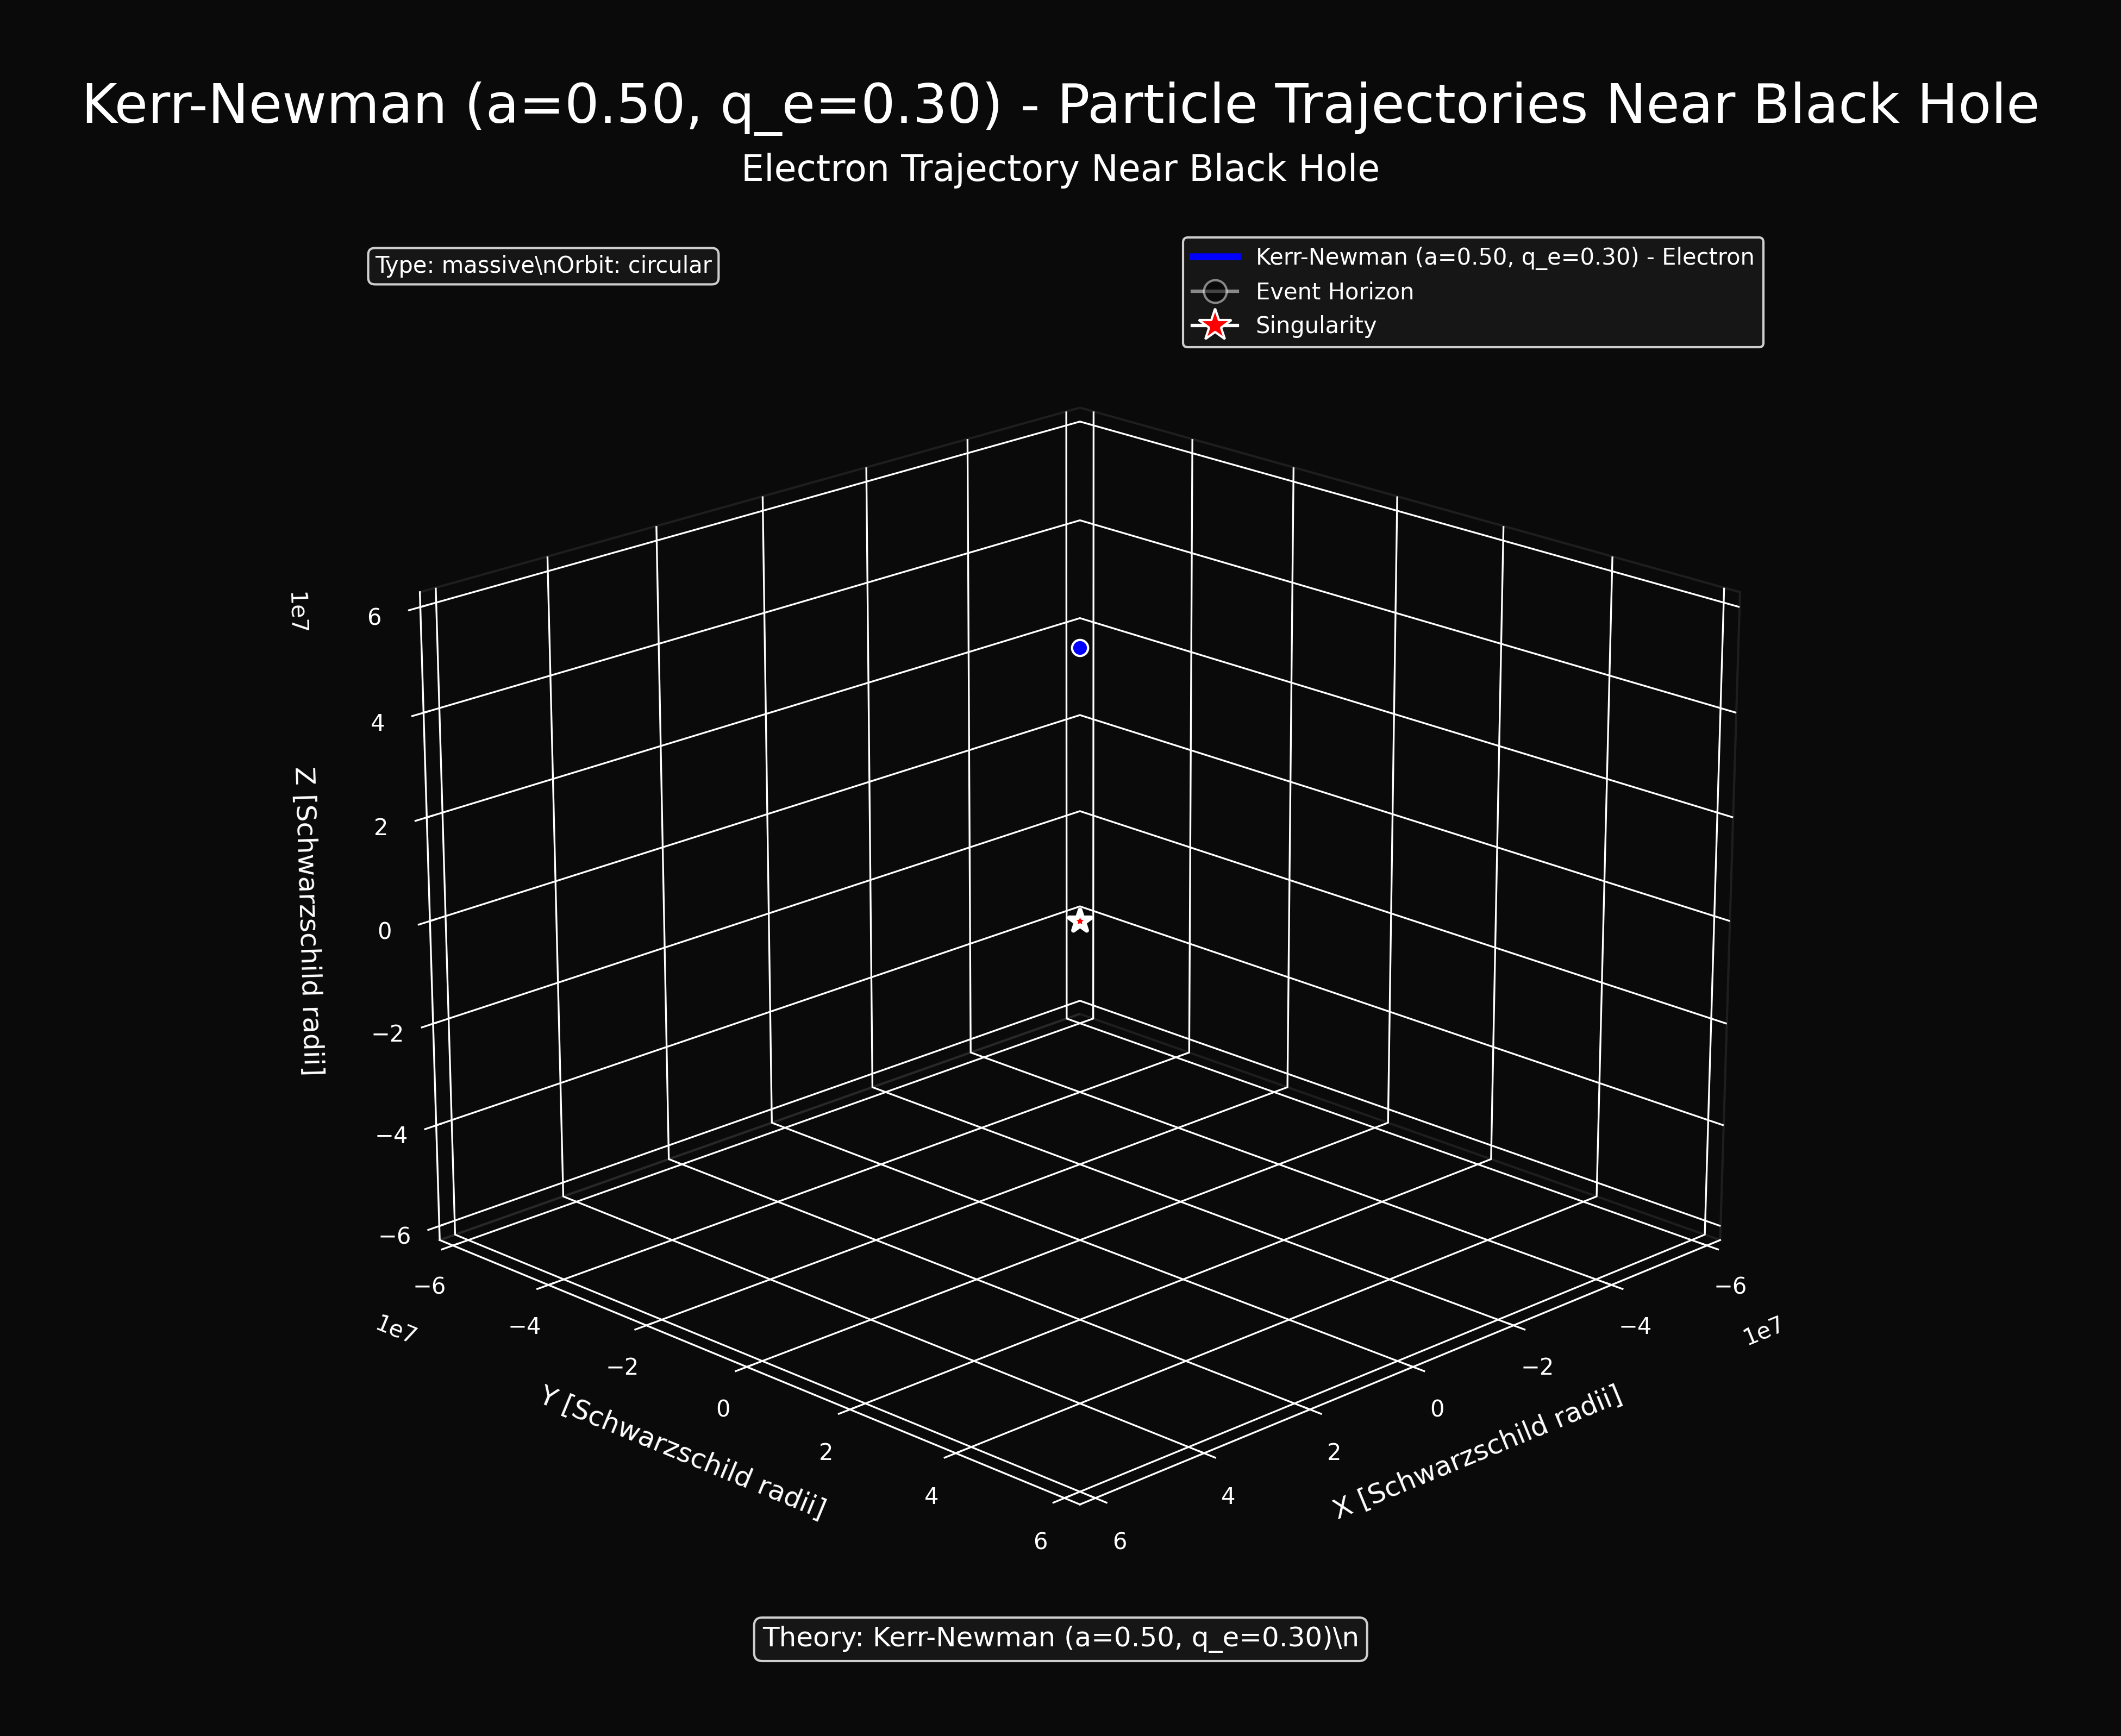 Kerr-Newman (a=0.50, q_e=0.30) - Particle Trajectories Near Black Hole
Electron Trajectory Near Black Hole
Type: massive\nOrbit: circular
Kerr-Newman (a=0.50, q_e=0.30) - Electron
Event Horizon
Singularity
1e7
6
4
2
0
−2
−4
−6
Z [Schwarzschild radii]
−6
−4
−2
0
2
4
6
1e7
Y [Schwarzschild radii]
6
4
2
0
−2
−4
−6
1e7
X [Schwarzschild radii]
Theory: Kerr-Newman (a=0.50, q_e=0.30)\n